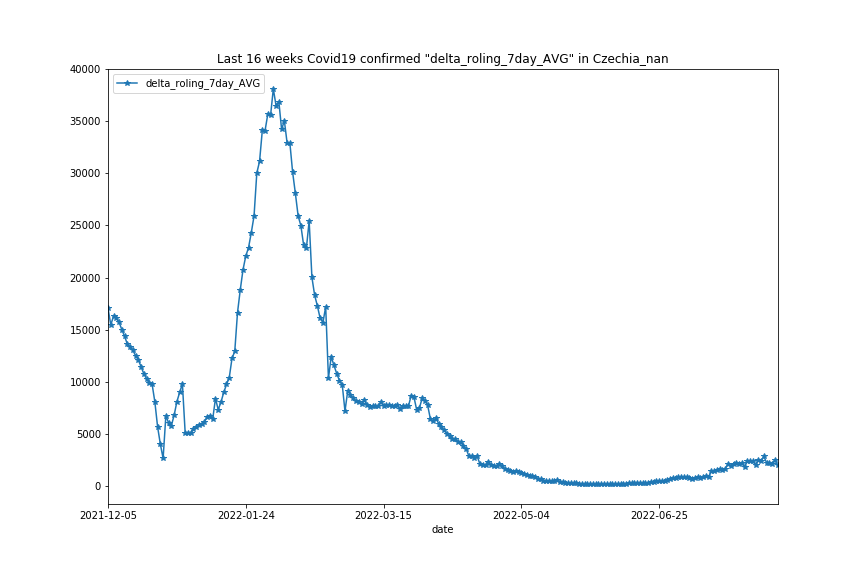 Last 16 weeks Covid19 confirmed "delta_roling_7day_AVG" in Czechia_nan
delta_roling_7day_AVG
40000
35000
30000
25000
20000
15000
10000
5000
0
2021-12-05 2022-01-24 2022-03-15 2022-05-04 2022-06-25
date